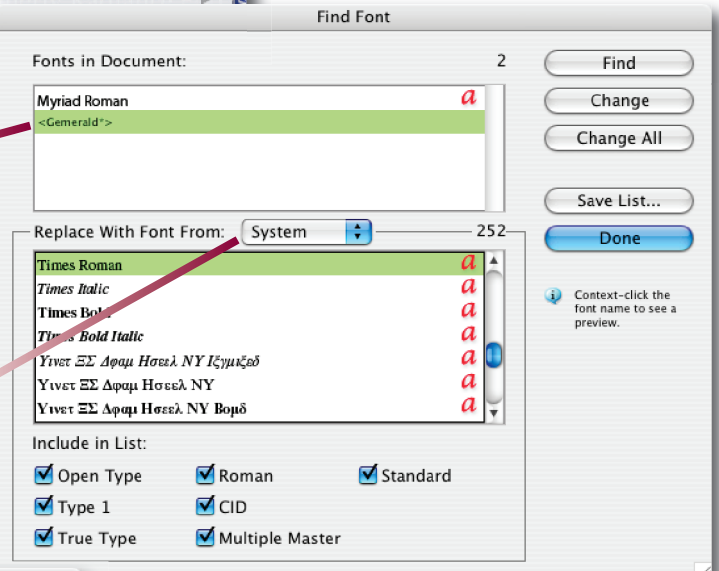 Find Font
Fonts in Document: 2
Find
Myriad Roman a
Change
<Gemerald*>
Change All
Save List...
Replace With Font From: System 252
Done
Times Roman a
Times Italic a
Context-click the
font name to see a
preview.
Times Bold a
Times Bold Italic a
Υινετ ΞΣ Δφαμ Ησεελ ΝΥ Ιξγμιξεδ a
Υινετ ΞΣ Δφαμ Ησεελ ΝΥ a
Υινετ ΞΣ Δφαμ Ησεελ ΝΥ Βομδ a
Include in List:
Open Type Roman Standard
Type 1 CID
True Type Multiple Master